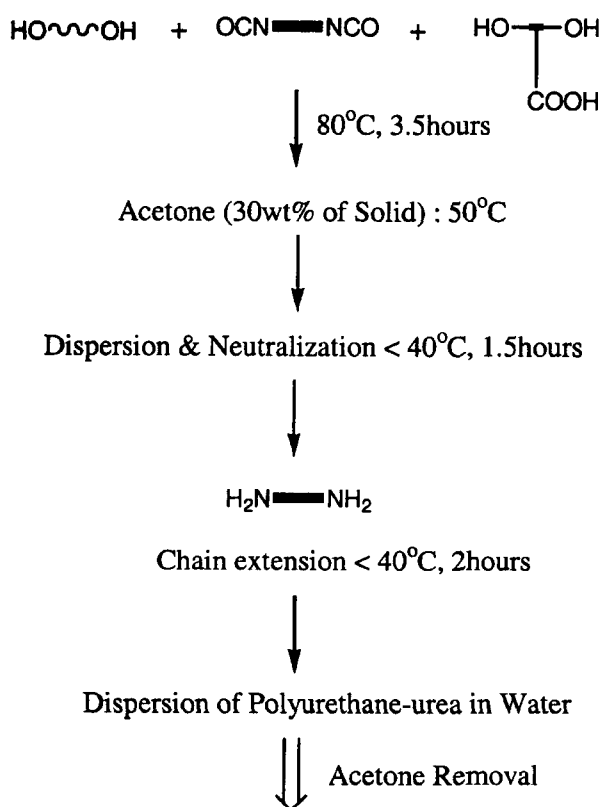 HO OH + OCN NCO + HO OH
COOH
80°C, 3.5hours
Acetone (30wt% of Solid) : 50°C
Dispersion & Neutralization < 40°C, 1.5hours
H₂N NH₂
Chain extension < 40°C, 2hours
Dispersion of Polyurethane-urea in Water
Acetone Removal